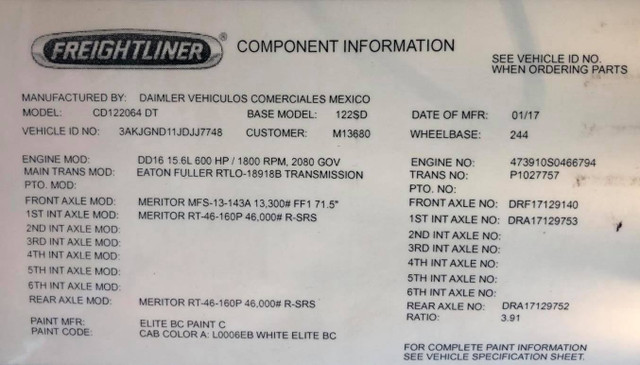 FREIGHTLINER® COMPONENT INFORMATION
SEE VEHICLE ID NO.
WHEN ORDERING PARTS
MANUFACTURED BY: DAIMLER VEHICULOS COMERCIALES MEXICO
MODEL: CD122064 DT BASE MODEL: 122SD DATE OF MFR: 01/17
VEHICLE ID NO: 3AKJGND11JDJJ7748 CUSTOMER: M13680 WHEELBASE: 244
ENGINE MOD: DD16 15.6L 600 HP / 1800 RPM, 2080 GOV ENGINE NO: 473910S0466794
MAIN TRANS MOD: EATON FULLER RTLO-18918B TRANSMISSION TRANS NO: P1027757
PTO. MOD: PTO. NO:
FRONT AXLE MOD: MERITOR MFS-13-143A 13,300# FF1 71.5" FRONT AXLE NO: DRF17129140
1ST INT AXLE MOD: MERITOR RT-46-160P 46,000# R-SRS 1ST INT AXLE NO: DRA17129753
2ND INT AXLE MOD: 2ND INT AXLE NO:
3RD INT AXLE MOD: 3RD INT AXLE NO:
4TH INT AXLE MOD: 4TH INT AXLE NO:
5TH INT AXLE MOD: 5TH INT AXLE NO:
6TH INT AXLE MOD: 6TH INT AXLE NO:
REAR AXLE MOD: MERITOR RT-46-160P 46,000# R-SRS REAR AXLE NO: DRA17129752
RATIO: 3.91
PAINT MFR: ELITE BC PAINT C
PAINT CODE: CAB COLOR A: L0006EB WHITE ELITE BC
FOR COMPLETE PAINT INFORMATION
SEE VEHICLE SPECIFICATION SHEET.